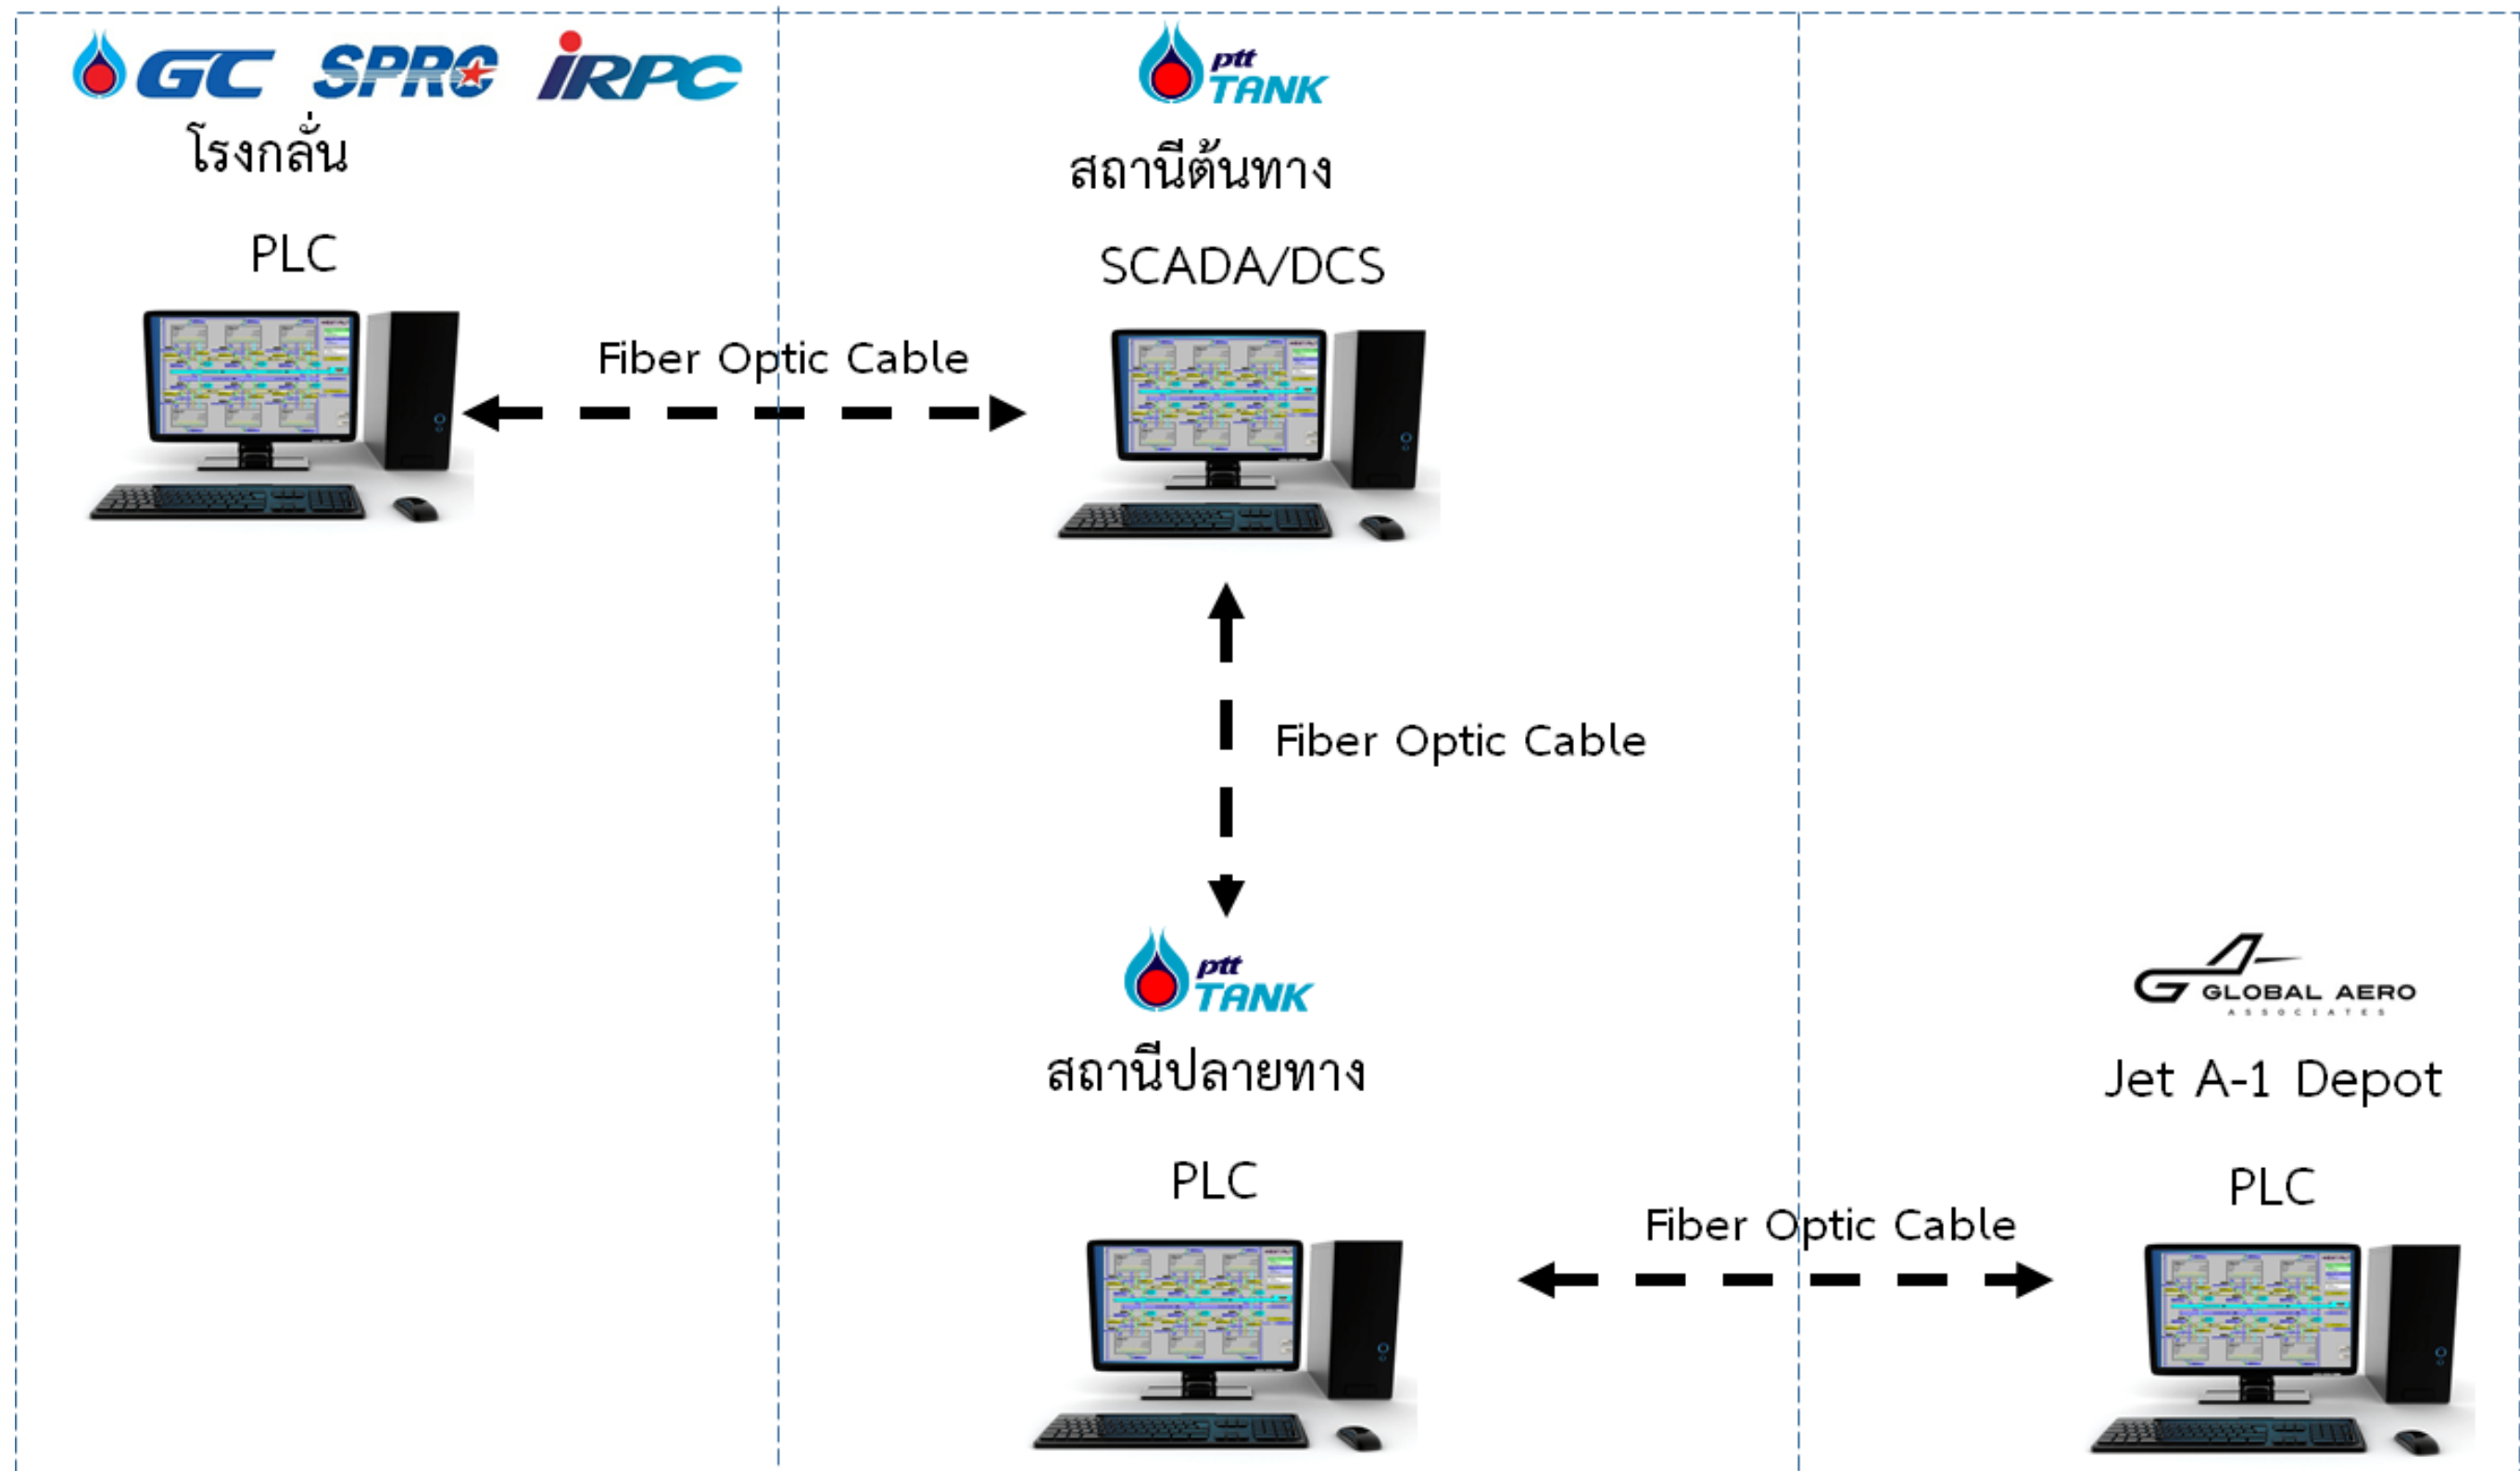 GC SPRC iRPC
โรงกลั่น
PLC
Fiber Optic Cable
ptt
TANK
สถานีต้นทาง
SCADA/DCS
Fiber Optic Cable
ptt
TANK
สถานีปลายทาง
PLC
Fiber Optic Cable
GLOBAL AERO
ASSOCIATES
Jet A-1 Depot
PLC